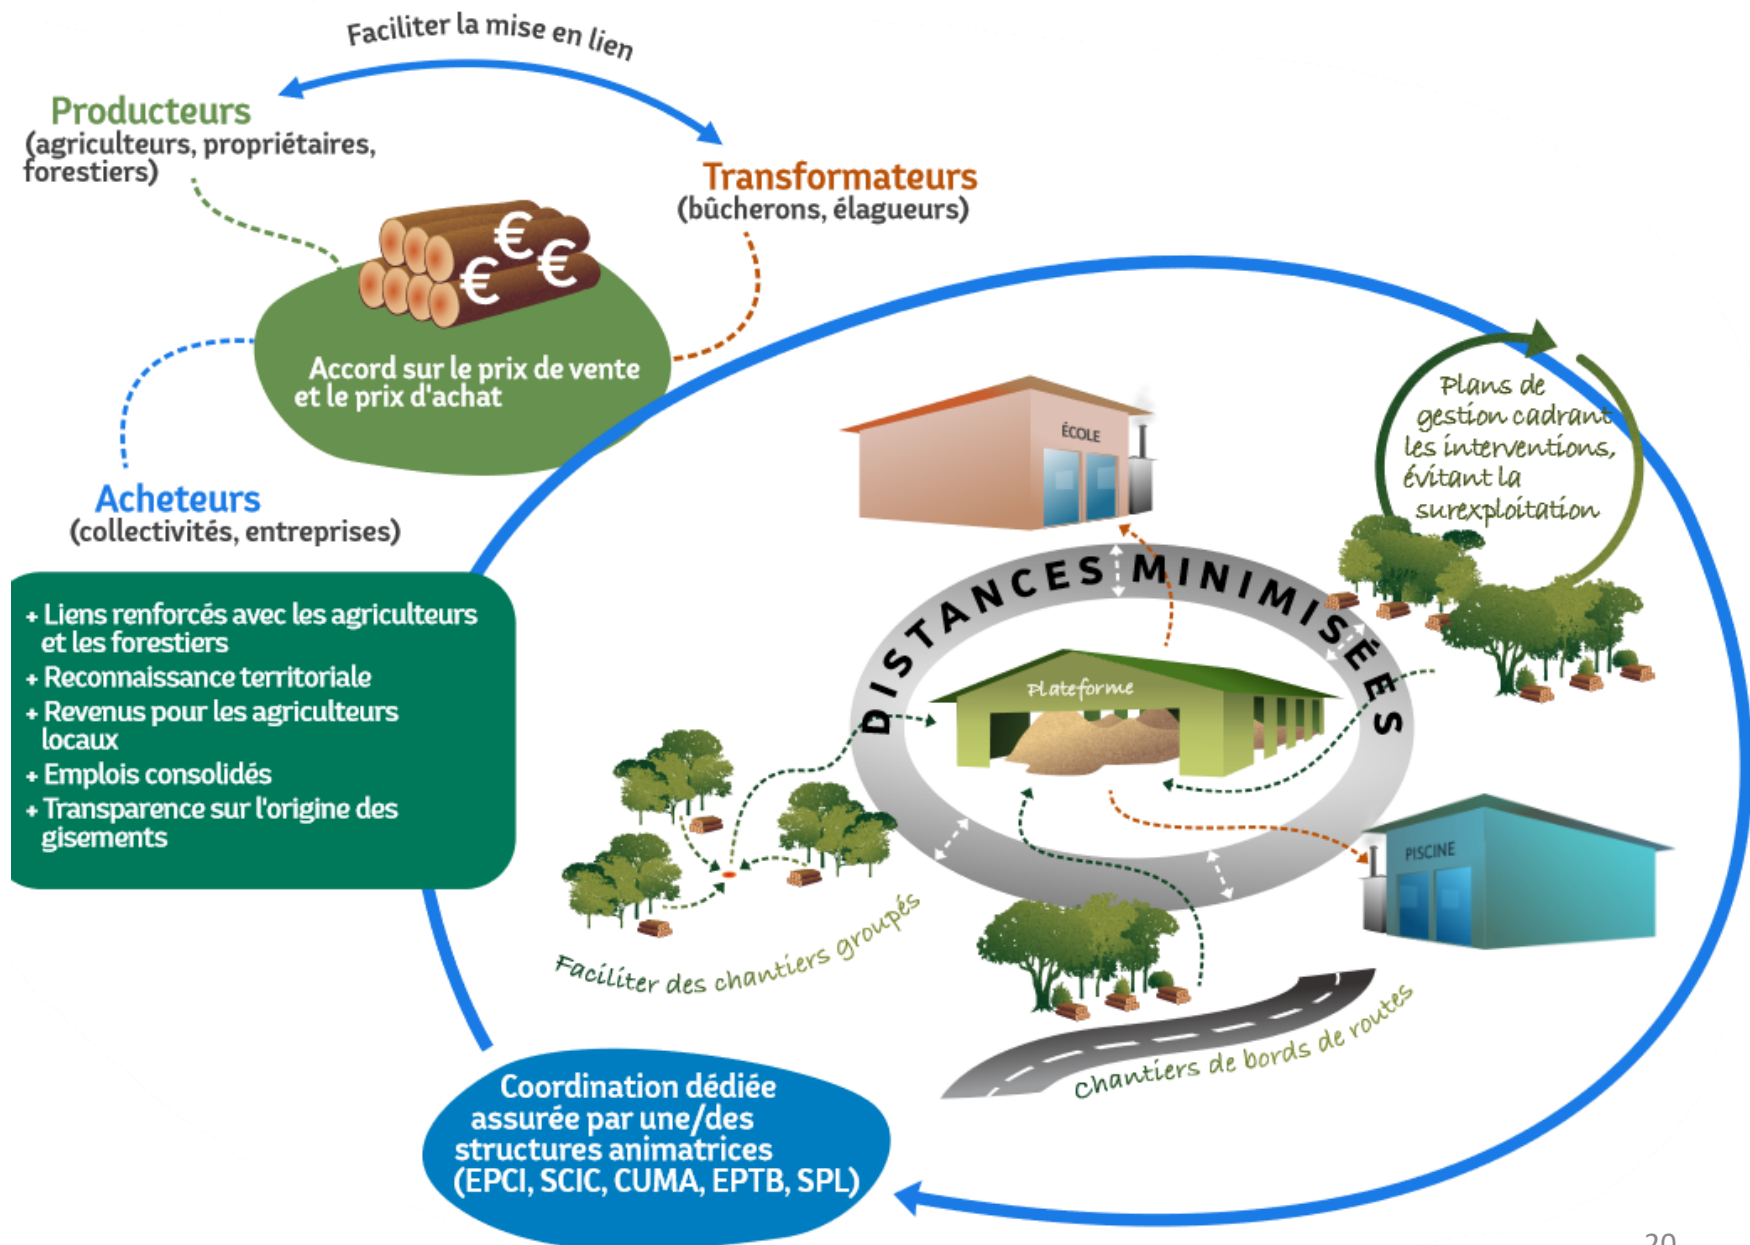 Faciliter la mise en lien
Producteurs
(agriculteurs, propriétaires,
forestiers)
Transformateurs
(bûcherons, élagueurs)
€
€
€
Accord sur le prix de vente
et le prix d'achat
Acheteurs
(collectivités, entreprises)
+ Liens renforcés avec les agriculteurs
et les forestiers
+ Reconnaissance territoriale
+ Revenus pour les agriculteurs
locaux
+ Emplois consolidés
+ Transparence sur l'origine des
gisements
Plans de
gestion cadrant
les interventions,
évitant la
surexploitation
ÉCOLE
DISTANCES MINIMISÉES
Plateforme
PISCINE
Faciliter des chantiers groupés
Chantiers de bords de routes
Coordination dédiée
assurée par une/des
structures animatrices
(EPCI, SCIC, CUMA, EPTB, SPL)
20